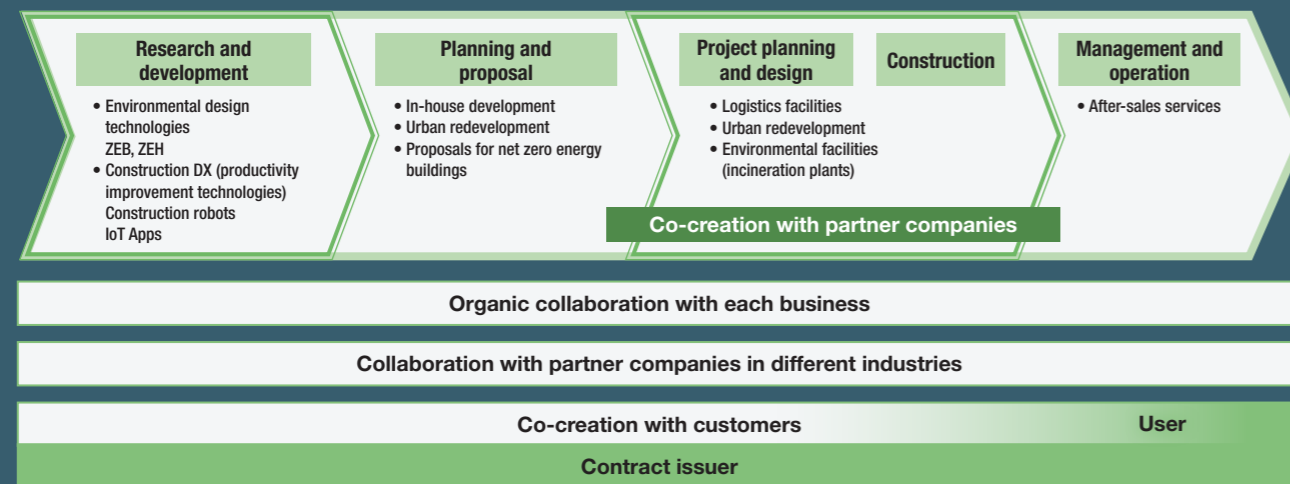 Research and
development
• Environmental design
technologies
ZEB, ZEH
• Construction DX (productivity
improvement technologies)
Construction robots
IoT Apps
Planning and
proposal
• In-house development
• Urban redevelopment
• Proposals for net zero energy
buildings
Project planning
and design
Construction
• Logistics facilities
• Urban redevelopment
• Environmental facilities
(incineration plants)
Co-creation with partner companies
Management and
operation
• After-sales services
Organic collaboration with each business
Collaboration with partner companies in different industries
Co-creation with customers
User
Contract issuer